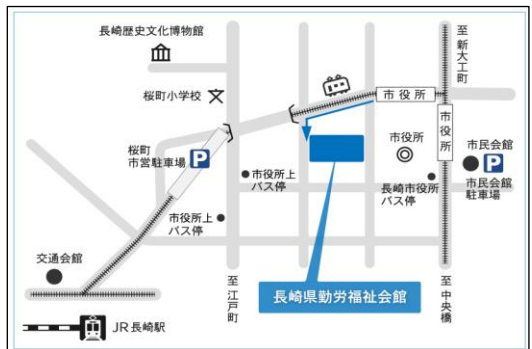 長崎歴史文化博物館
至
新大工町
桜町小学校
市役所
市役所
桜町
市営駐車場
P
市役所
市民会館
P
市民会館
駐車場
市役所上
バス停
長崎市役所
バス停
市役所上
バス停
交通会館
至
江戸町
長崎県勤労福祉会館
至
中央橋
JR長崎駅